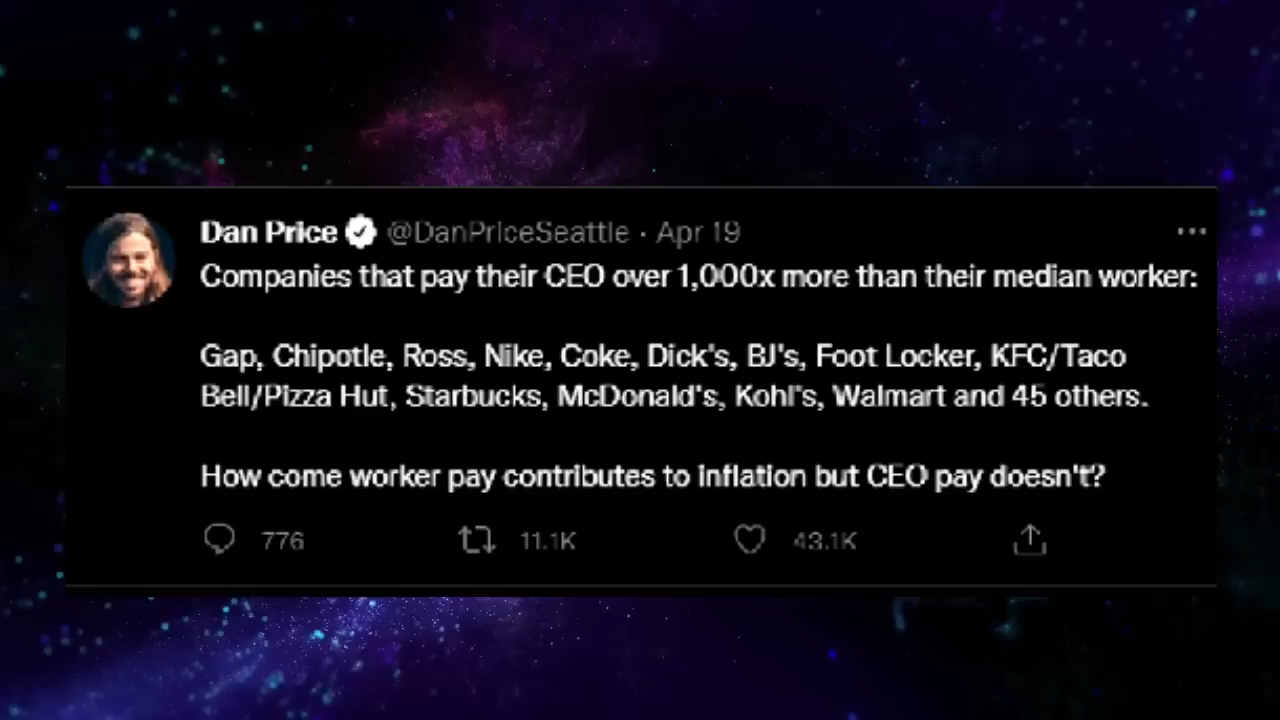 Dan Price @DanPriceSeattle · Apr 19
Companies that pay their CEO over 1,000x more than their median worker:
Gap, Chipotle, Ross, Nike, Coke, Dick's, BJ's, Foot Locker, KFC/Taco
Bell/Pizza Hut, Starbucks, McDonald's, Kohl's, Walmart and 45 others.
How come worker pay contributes to inflation but CEO pay doesn't?
776 11.1K 43.1K